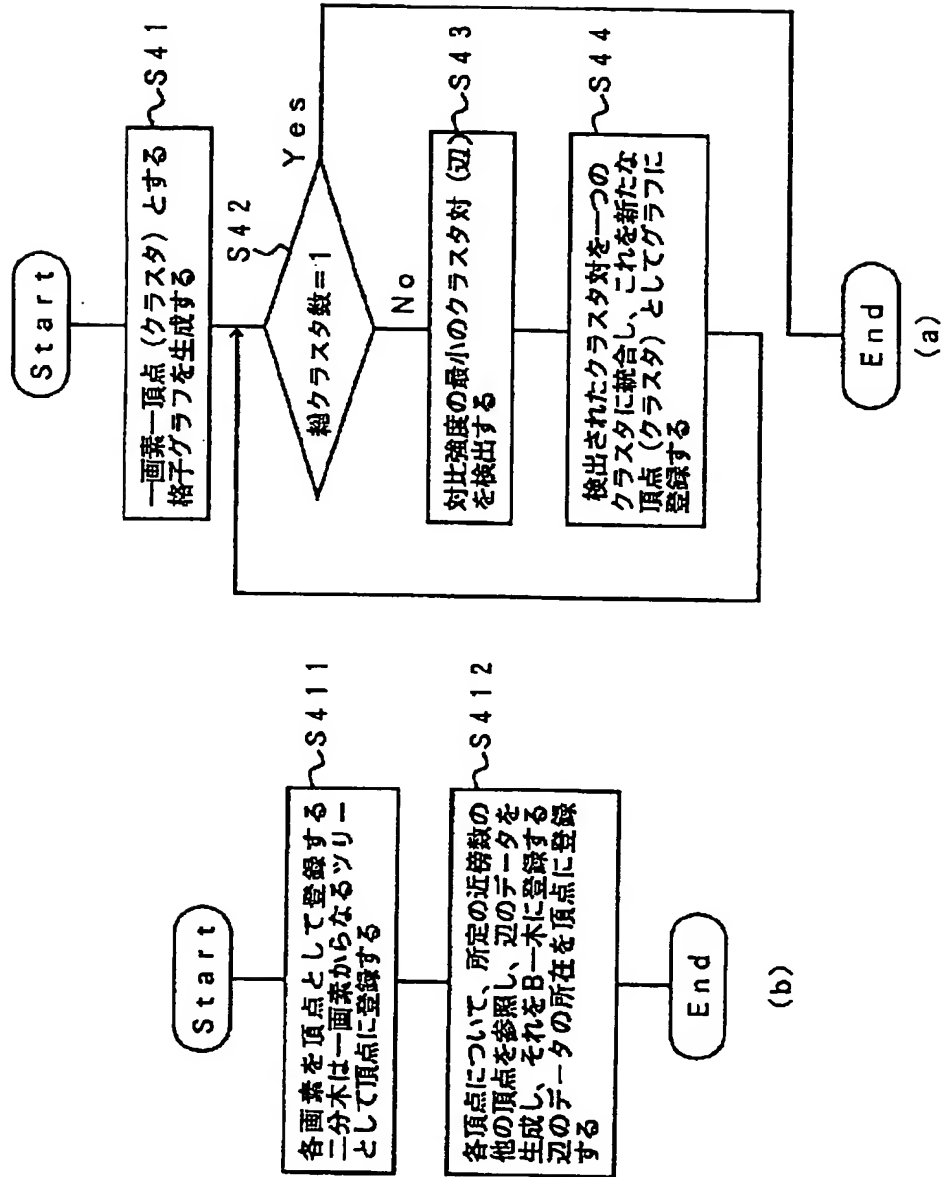 Start
一画素一頂点（クラスタ）とする
格子グラフを生成する
S41
S42
総クラスタ数=1
Yes
No
対比強度の最小のクラスタ対（辺）
を検出する
S43
検出されたクラスタ対を一つの
クラスタに統合し、これを新たな
頂点（クラスタ）としてグラフに
登録する
S44
End
(a)
Start
各画素を頂点として登録する
二分木は一画素からなるツリー
として頂点に登録する
S411
各頂点について、所定の近傍数の
他の頂点を参照し、辺のデータを
生成し、それをB－木に登録する
辺のデータの所在を頂点に登録
する
S412
End
(b)